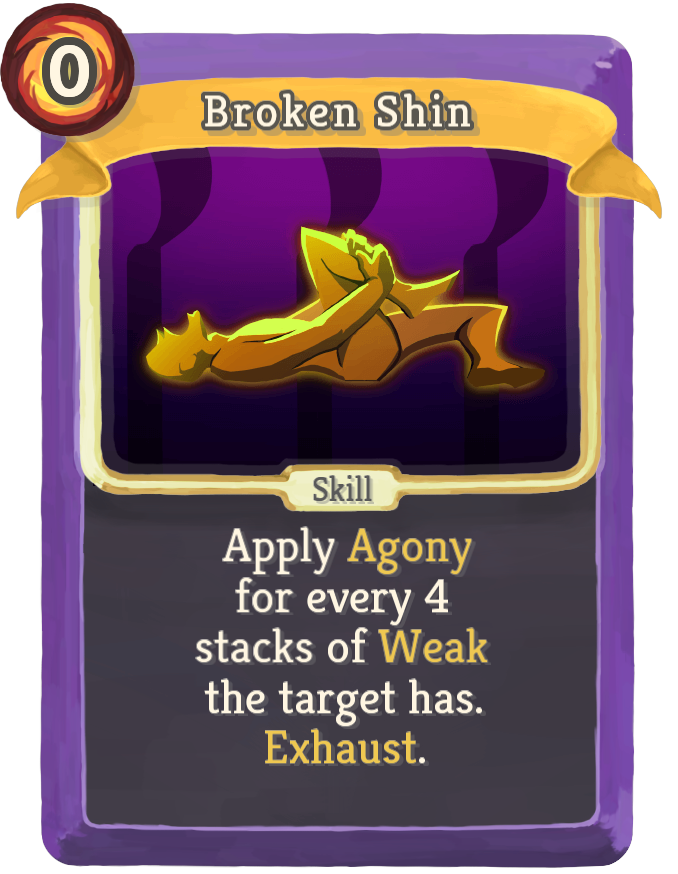 0
Broken Shin
Skill
Apply Agony
for every 4
stacks of Weak
the target has.
Exhaust.